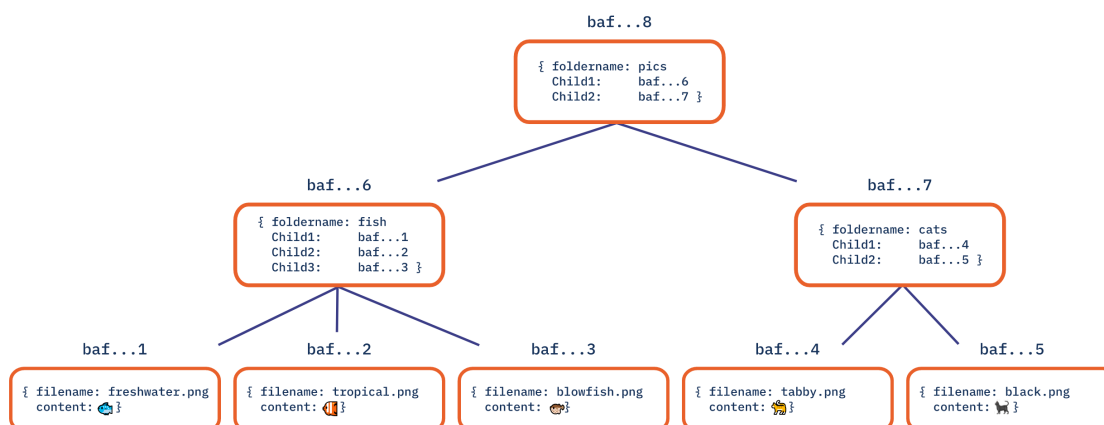 baf...8
{ foldername: pics
Child1: baf...6
Child2: baf...7 }
baf...6
{ foldername: fish
Child1: baf...1
Child2: baf...2
Child3: baf...3 }
baf...7
{ foldername: cats
Child1: baf...4
Child2: baf...5 }
baf...1
{ filename: freshwater.png
content: }
baf...2
{ filename: tropical.png
content: }
baf...3
{ filename: blowfish.png
content: }
baf...4
{ filename: tabby.png
content: }
baf...5
{ filename: black.png
content: }